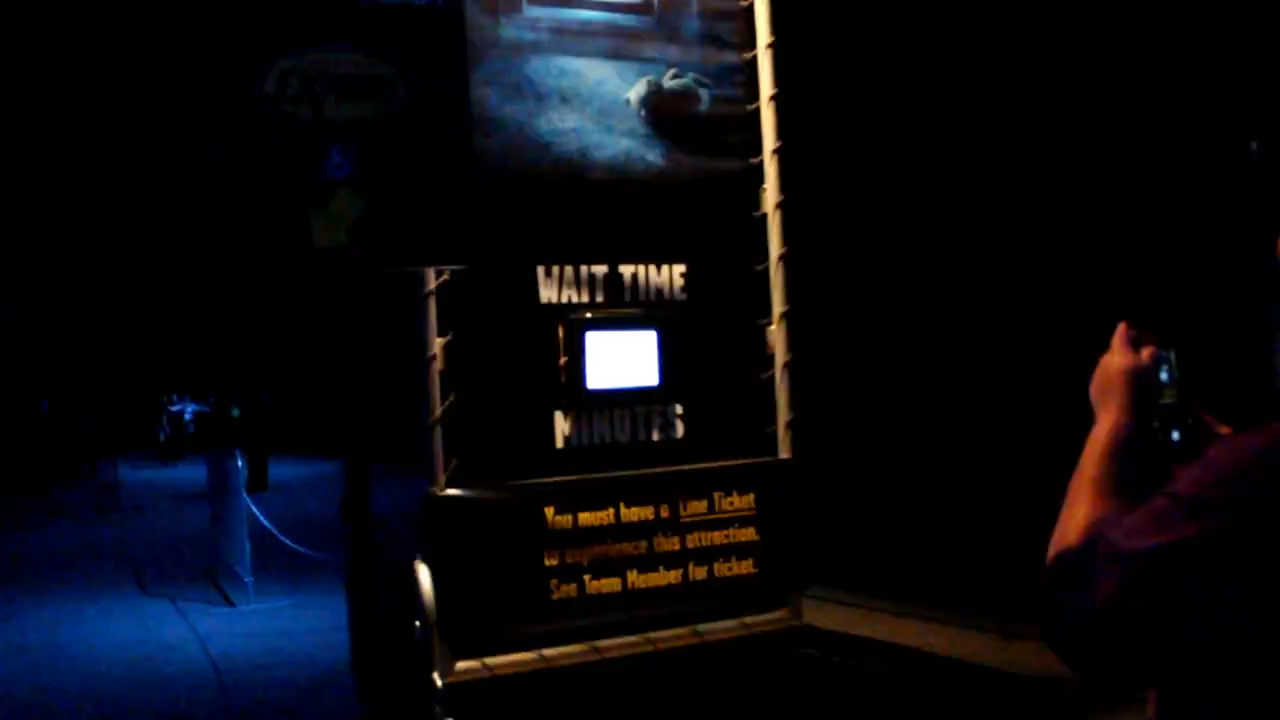 WAIT TIME
MINUTES
You must have a Line Ticket
to experience this attraction.
See Team Member for ticket.